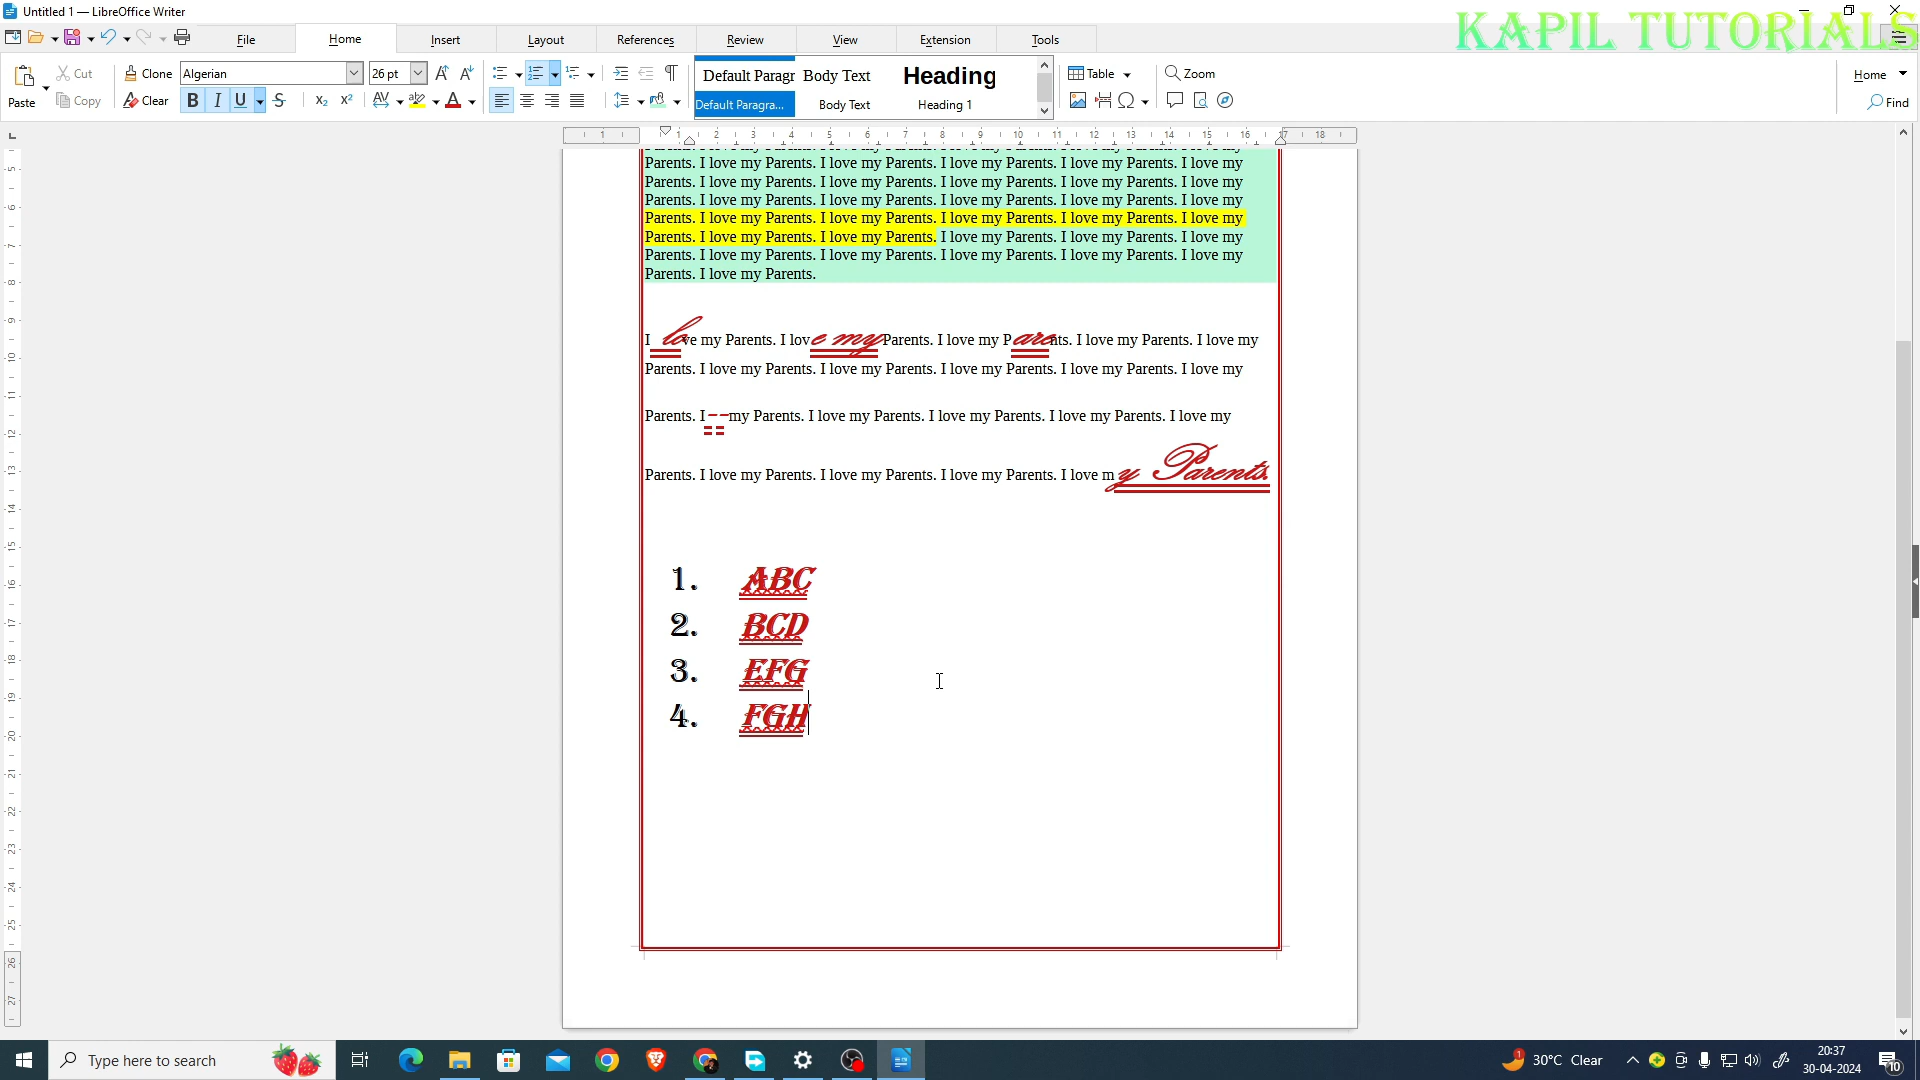 Untitled 1 — LibreOffice Writer
KAPIL TUTORIALS
File Home Insert Layout References Review View Extension Tools
Paste Cut Copy Clone Clear
Algerian 26 pt
Default Paragr Body Text Heading
Default Paragra... Body Text Heading 1
Table Zoom
Home
Find
Parents. I love my Parents. I love my Parents. I love my Parents. I love my Parents. I love my
Parents. I love my Parents. I love my Parents. I love my Parents. I love my Parents. I love my
Parents. I love my Parents. I love my Parents. I love my Parents. I love my Parents. I love my
Parents. I love my Parents. I love my Parents. I love my Parents. I love my Parents. I love my
Parents. I love my Parents. I love my Parents. I love my Parents. I love my Parents. I love my
Parents. I love my Parents. I love my Parents. I love my Parents. I love my Parents. I love my
Parents. I love my Parents.
I love my Parents. I love my Parents. I love my Parents. I love my Parents. I love my
Parents. I love my Parents. I love my Parents. I love my Parents. I love my Parents. I love my
Parents. I -- my Parents. I love my Parents. I love my Parents. I love my Parents. I love my
Parents. I love my Parents. I love my Parents. I love my Parents. I love my Parents.
1. ABC
2. BCD
3. EFG
4. FGH
Type here to search
30°C Clear
20:37
30-04-2024
10